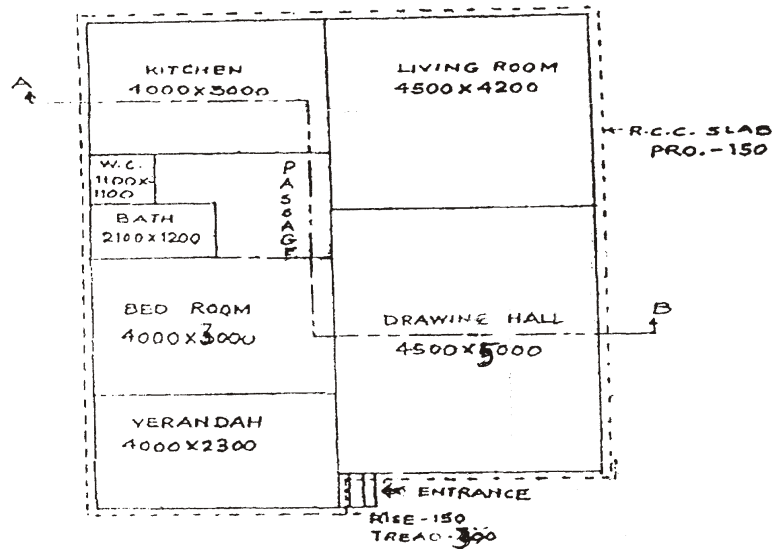 KITCHEN
4000X3000
LIVING ROOM
4500X4200
A
R.C.C. SLAB
PRO.-150
W.C.
1100X
1100
PASSAGE
BATH
2100X1200
BED ROOM
4000X3000
DRAWING HALL
4500X5000
B
VERANDAH
4000X2300
ENTRANCE
RISE-150
TREAD-300